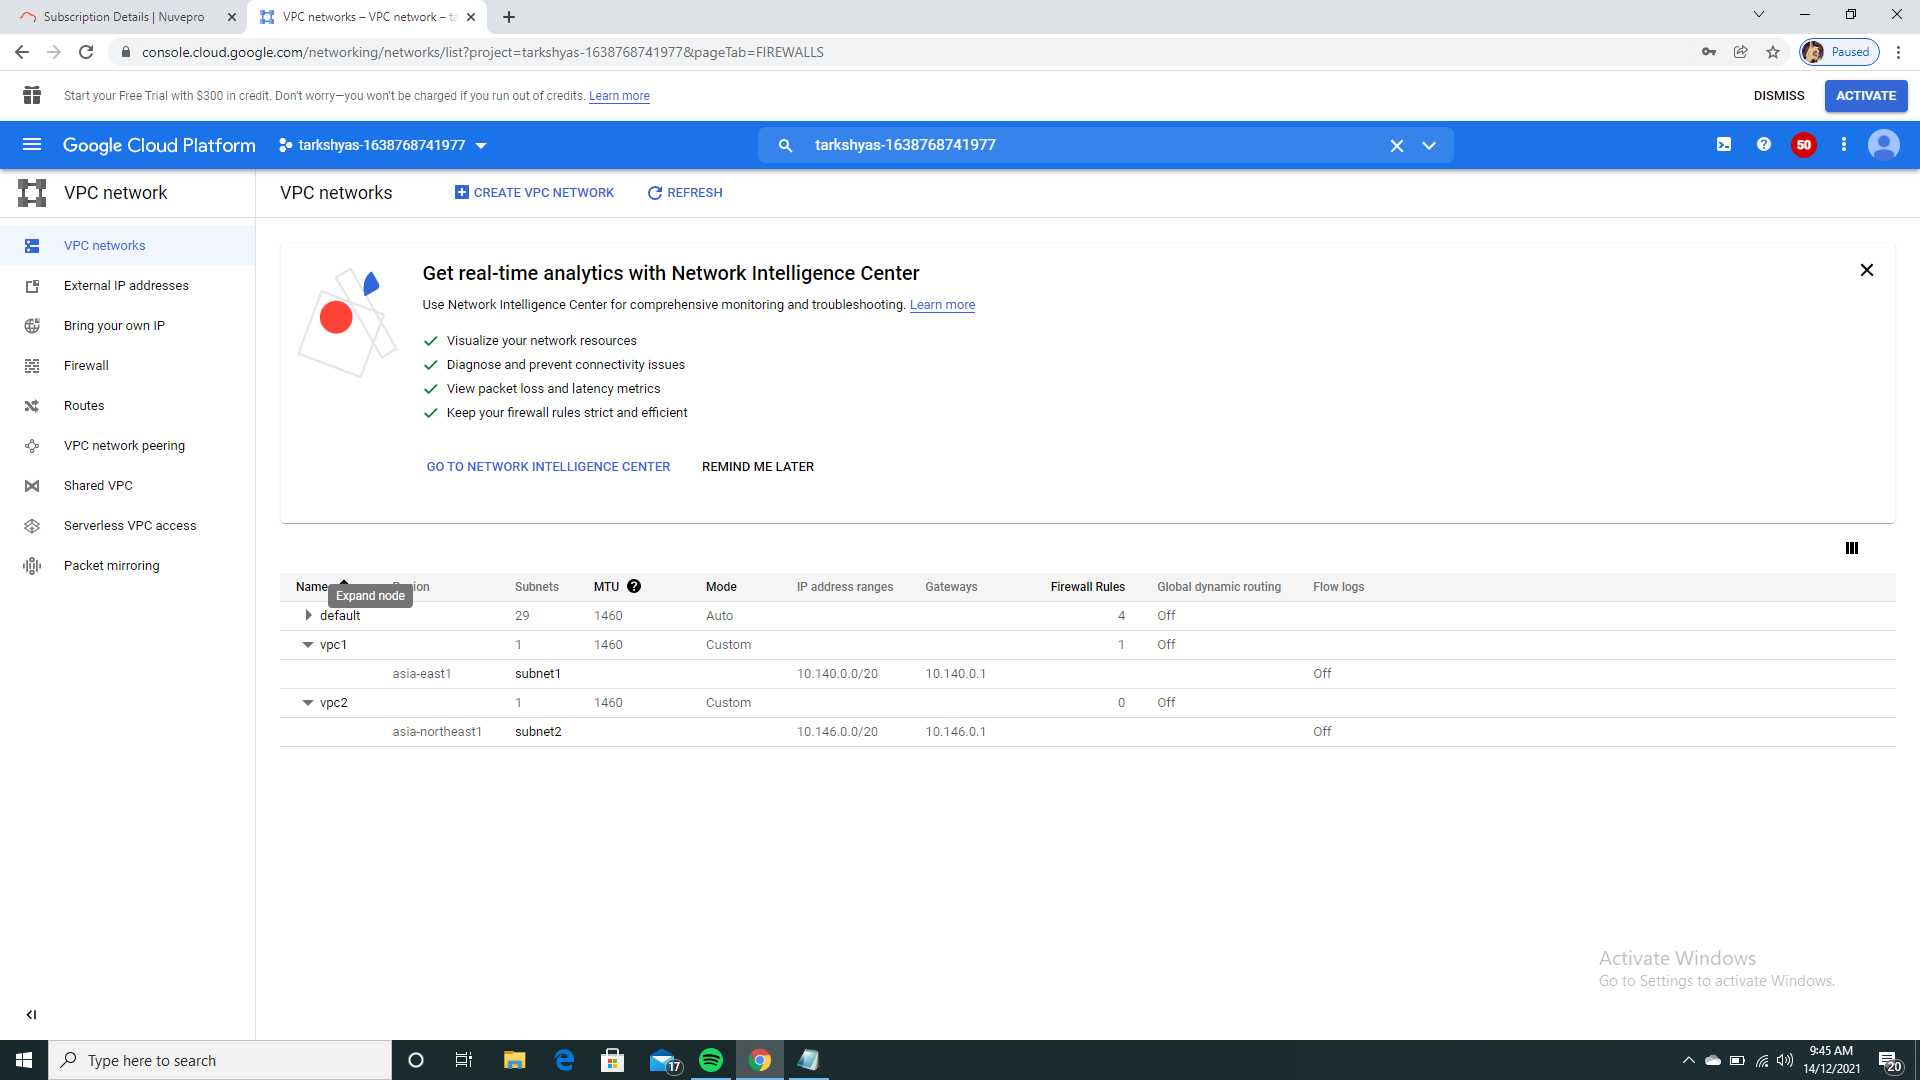 Subscription Details | Nuvepro
VPC networks – VPC network – ta
console.cloud.google.com/networking/networks/list?project=tarkshyas-1638768741977&pageTab=FIREWALLS
Paused
Start your Free Trial with $300 in credit. Don't worry—you won't be charged if you run out of credits. Learn more
DISMISS
ACTIVATE
Google Cloud Platform
tarkshyas-1638768741977
tarkshyas-1638768741977
50
VPC network
VPC networks
CREATE VPC NETWORK
REFRESH
VPC networks
External IP addresses
Bring your own IP
Firewall
Routes
VPC network peering
Shared VPC
Serverless VPC access
Packet mirroring
Get real-time analytics with Network Intelligence Center
Use Network Intelligence Center for comprehensive monitoring and troubleshooting. Learn more
Visualize your network resources
Diagnose and prevent connectivity issues
View packet loss and latency metrics
Keep your firewall rules strict and efficient
GO TO NETWORK INTELLIGENCE CENTER
REMIND ME LATER
Name Subnets MTU Mode IP address ranges Gateways Firewall Rules Global dynamic routing Flow logs
Expand node
default 29 1460 Auto 4 Off
vpc1 1 1460 Custom 1 Off
asia-east1 subnet1 10.140.0.0/20 10.140.0.1 Off
vpc2 1 1460 Custom 0 Off
asia-northeast1 subnet2 10.146.0.0/20 10.146.0.1 Off
Activate Windows
Go to Settings to activate Windows.
Type here to search
17
9:45 AM
14/12/2021
20